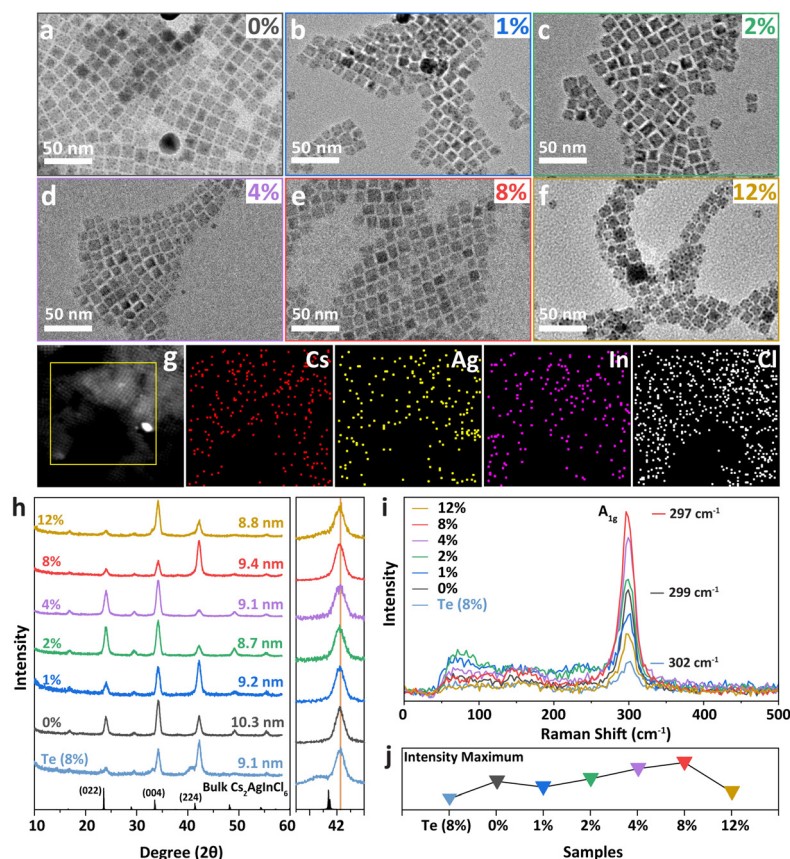 a
0%
50 nm
b
1%
50 nm
c
2%
50 nm
d
4%
50 nm
e
8%
50 nm
f
12%
50 nm
g
Cs
Ag
In
Cl
h
12%
8.8 nm
8%
9.4 nm
4%
9.1 nm
2%
8.7 nm
1%
9.2 nm
0%
10.3 nm
Te (8%)
9.1 nm
Bulk Cs₂AgInCl₆
(022)
(004)
(224)
10
20
30
40
50
60
42
Intensity
Degree (2θ)
i
12%
8%
4%
2%
1%
0%
Te (8%)
A₁g
297 cm⁻¹
299 cm⁻¹
302 cm⁻¹
Intensity
0
100
200
300
400
500
Raman Shift (cm⁻¹)
j
Intensity Maximum
Te (8%)
0%
1%
2%
4%
8%
12%
Samples